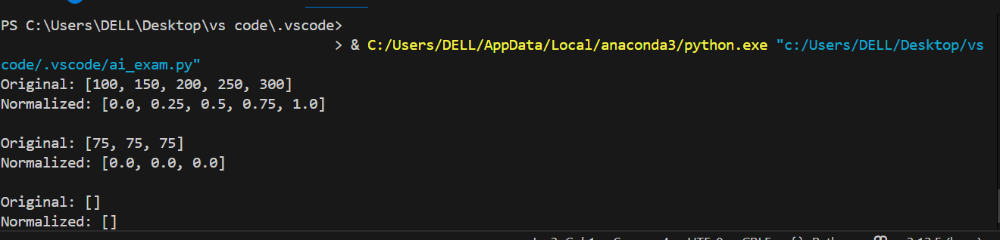 PS C:\Users\DELL\Desktop\vs code\.vscode>
> & C:/Users/DELL/AppData/Local/anaconda3/python.exe "c:/Users/DELL/Desktop/vs
code/.vscode/ai_exam.py"
Original: [100, 150, 200, 250, 300]
Normalized: [0.0, 0.25, 0.5, 0.75, 1.0]
Original: [75, 75, 75]
Normalized: [0.0, 0.0, 0.0]
Original: []
Normalized: []